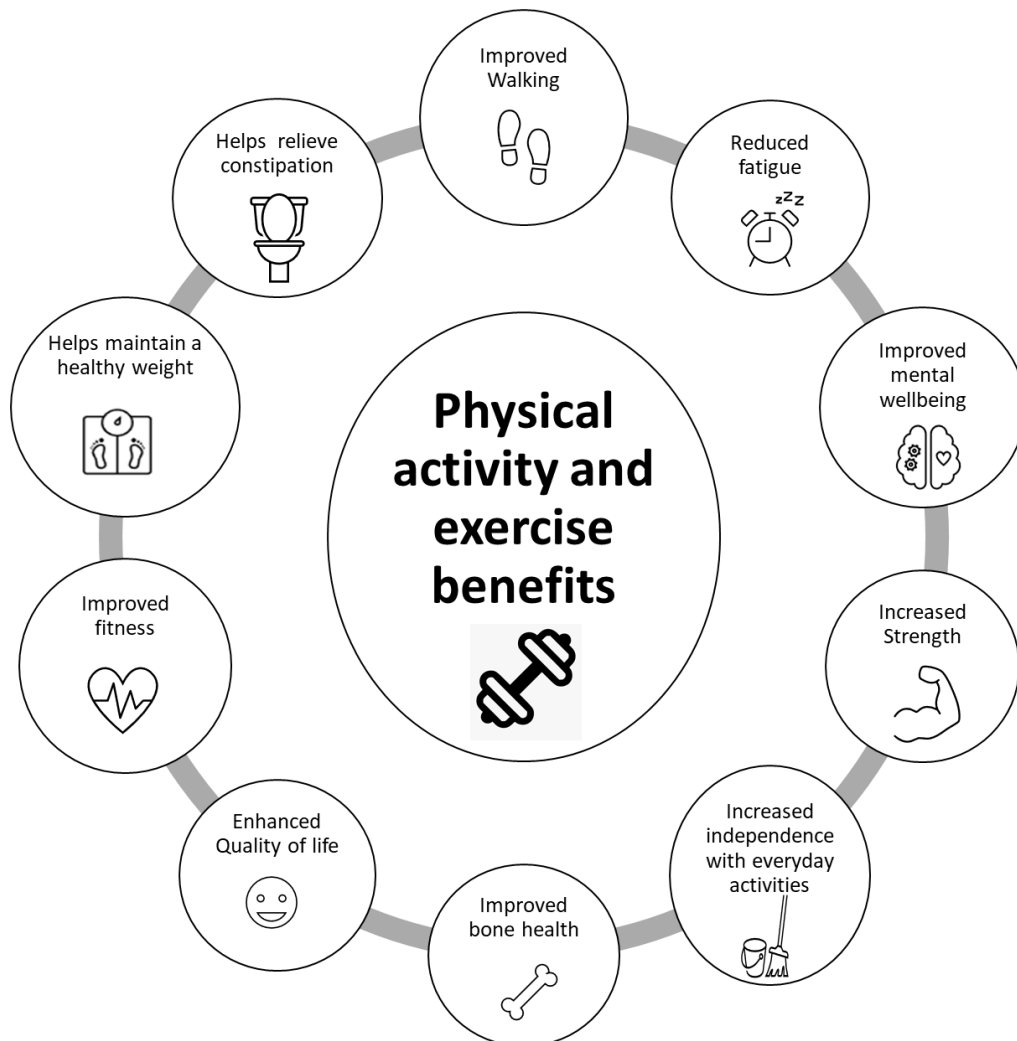 Physical
activity and
exercise
benefits
Improved
Walking
Reduced
fatigue
zZZZ
Improved
mental
wellbeing
Increased
Strength
Increased
independence
with everyday
activities
Improved
bone health
Enhanced
Quality of life
Improved
fitness
Helps maintain a
healthy weight
Helps relieve
constipation